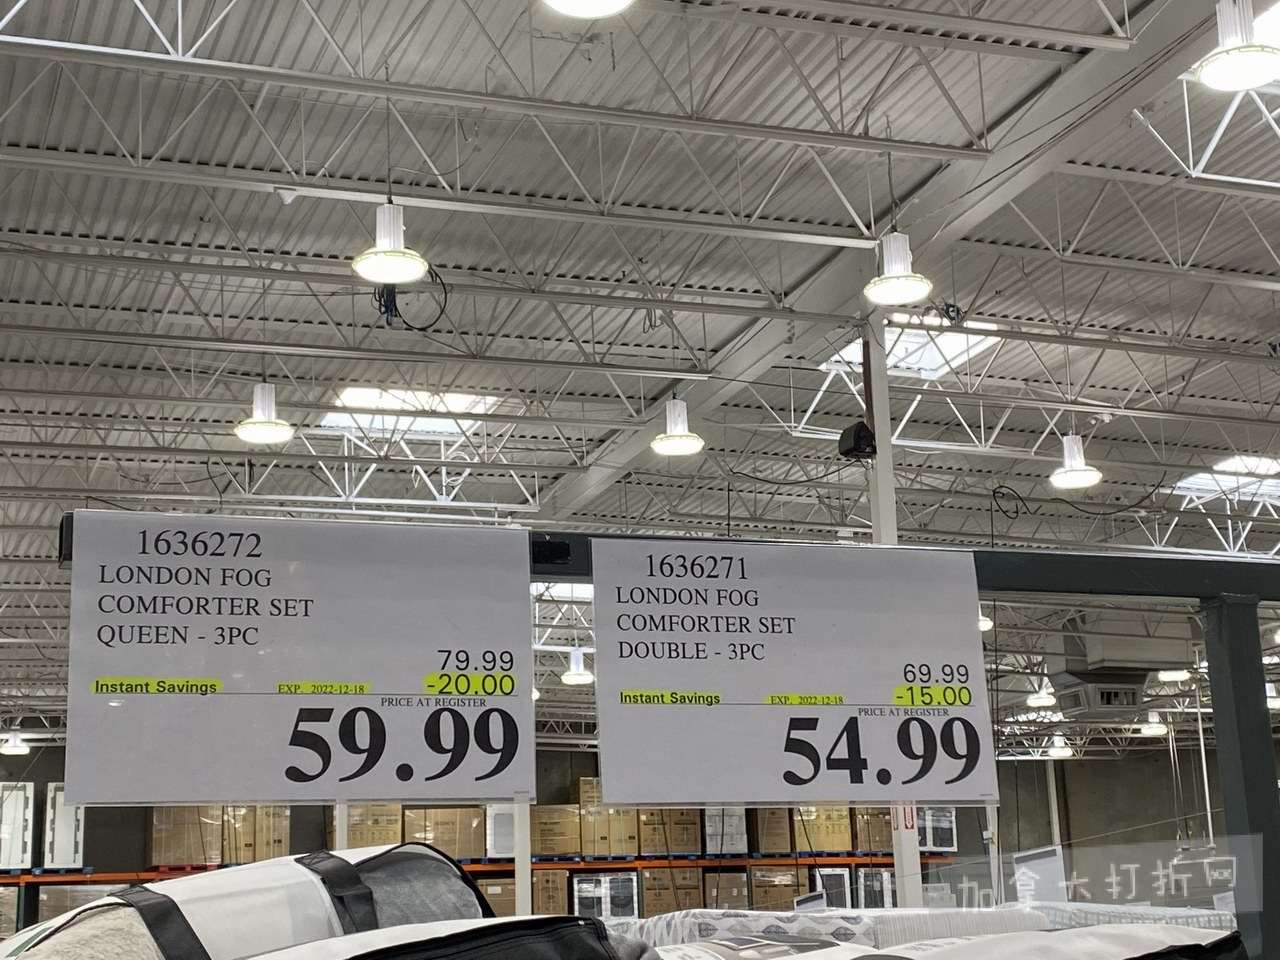 1636272
LONDON FOG
COMFORTER SET
QUEEN - 3PC
79.99
Instant Savings EXP. 2022-12-18 -20.00
PRICE AT REGISTER
59.99
1636271
LONDON FOG
COMFORTER SET
DOUBLE - 3PC
69.99
Instant Savings EXP. 2022-12-18 -15.00
PRICE AT REGISTER
54.99
加拿大打折网